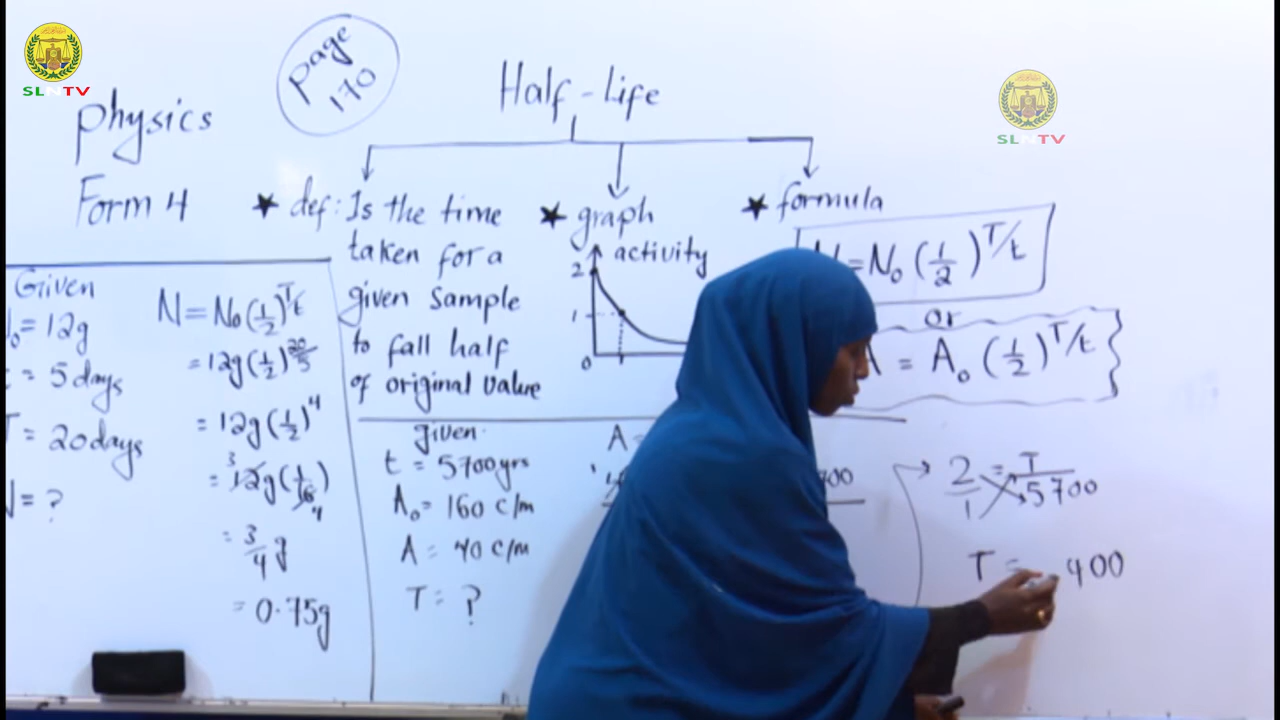 SLNTV
SLNTV
page
170
Half-Life
Physics
Form 4
★ def: Is the time
taken for a
given sample
to fall half
of original value
★ graph
activity
2
1
0
★ formula
N=N₀(1/2)^T/t
or
A = A₀(1/2)^T/t
Given
N₀= 12g
t = 5 days
T = 20 days
N = ?
N = N₀(1/2)^T/t
= 12g(1/2)^20/5
= 12g(1/2)^4
= 12g(1/16)
= 3/4 g
= 0.75g
given
t = 5700yrs
A₀= 160 c/m
A = 40 c/m
T = ?
A =
2/1 = T/5700
T = 400